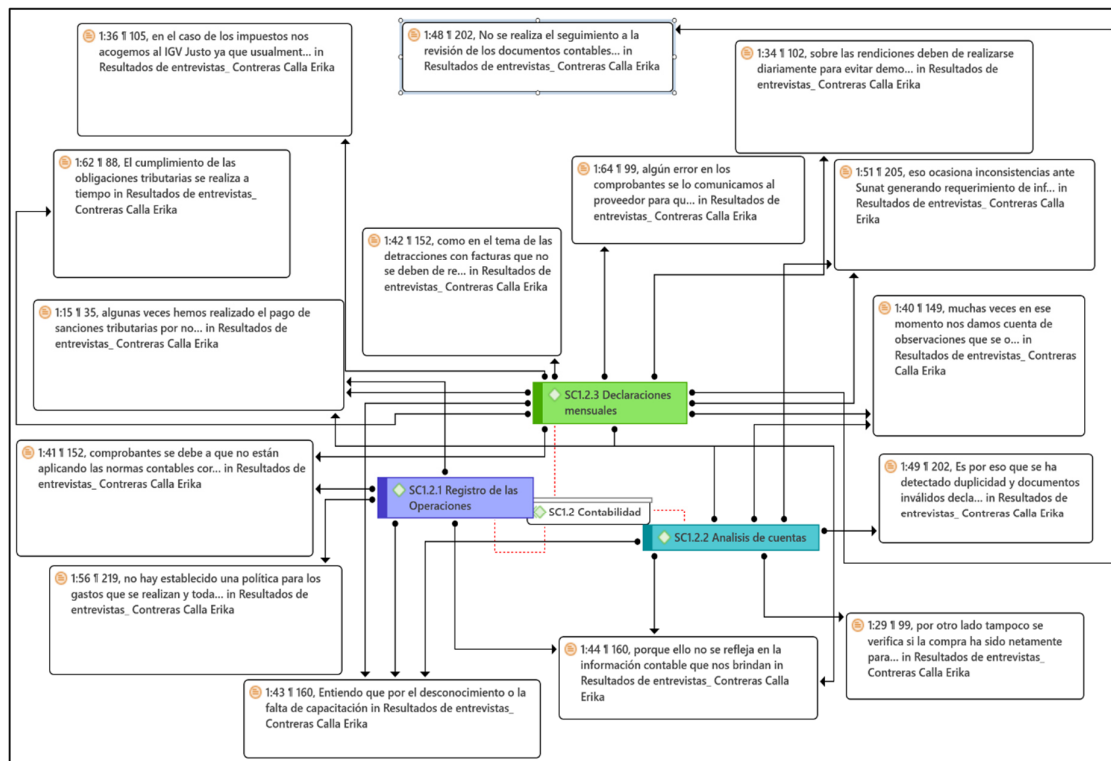 1:36 ¶ 105, en el caso de los impuestos nos
acogemos al IGV Justo ya que usualment... in
Resultados de entrevistas_ Contreras Calla Erika
1:48 ¶ 202, No se realiza el seguimiento a la
revisión de los documentos contables... in
Resultados de entrevistas_ Contreras Calla Erika
1:34 ¶ 102, sobre las rendiciones deben de realizarse
diariamente para evitar demo... in Resultados de
entrevistas_ Contreras Calla Erika
1:62 ¶ 88, El cumplimiento de las
obligaciones tributarias se realiza a
tiempo in Resultados de entrevistas_
Contreras Calla Erika
1:64 ¶ 99, algún error en los
comprobantes se lo comunicamos al
proveedor para qu... in Resultados de
entrevistas_ Contreras Calla Erika
1:51 ¶ 205, eso ocasiona inconsistencias ante
Sunat generando requerimiento de inf... in
Resultados de entrevistas_ Contreras Calla Erika
1:42 ¶ 152, como en el tema de las
detracciones con facturas que no
se deben de re... in Resultados de
entrevistas_ Contreras Calla Erika
1:15 ¶ 35, algunas veces hemos realizado el pago de
sanciones tributarias por no... in Resultados de
entrevistas_ Contreras Calla Erika
1:40 ¶ 149, muchas veces en ese
momento nos damos cuenta de
observaciones que se o... in
Resultados de entrevistas_ Contreras
Calla Erika
SC1.2.3 Declaraciones
mensuales
1:41 ¶ 152, comprobantes se debe a que no están
aplicando las normas contables cor... in Resultados de
entrevistas_ Contreras Calla Erika
SC1.2.1 Registro de las
Operaciones
SC1.2 Contabilidad
SC1.2.2 Analisis de cuentas
1:49 ¶ 202, Es por eso que se ha
detectado duplicidad y documentos
inválidos decla... in Resultados de
entrevistas_ Contreras Calla Erika
1:56 ¶ 219, no hay establecido una política para los
gastos que se realizan y toda... in Resultados de
entrevistas_ Contreras Calla Erika
1:29 ¶ 99, por otro lado tampoco se
verifica si la compra ha sido netamente
para... in Resultados de entrevistas_
Contreras Calla Erika
1:44 ¶ 160, porque ello no se refleja en la
información contable que nos brindan in
Resultados de entrevistas_ Contreras Calla
Erika
1:43 ¶ 160, Entiendo que por el desconocimiento o la
falta de capacitación in Resultados de entrevistas_
Contreras Calla Erika